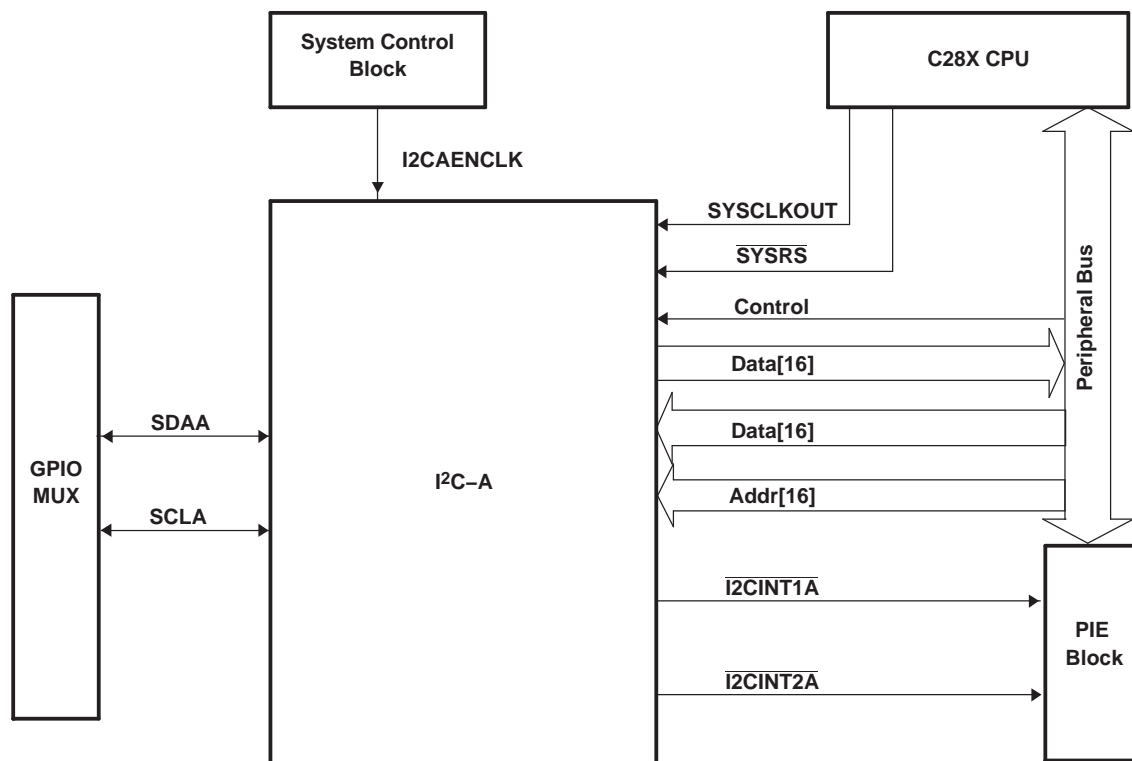 System Control
Block
C28X CPU
I2CAENCLK
SYSCLKOUT
SYSRS
Control
Data[16]
Data[16]
Addr[16]
Peripheral Bus
SDAA
SCLA
GPIO
MUX
I²C–A
I2CINT1A
I2CINT2A
PIE
Block